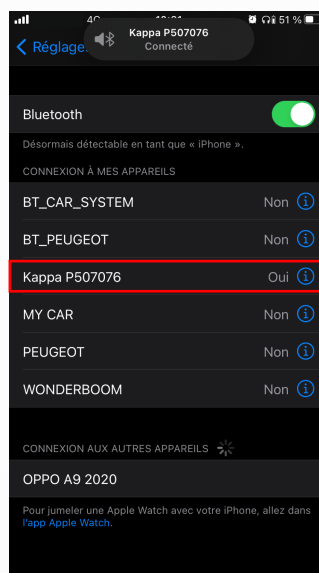 4G
51 %
Kappa P507076
Connecté
Réglage
Bluetooth
Désormais détectable en tant que « iPhone ».
CONNEXION À MES APPAREILS
BT_CAR_SYSTEM Non
BT_PEUGEOT Non
Kappa P507076 Oui
MY CAR Non
PEUGEOT Non
WONDERBOOM Non
CONNEXION AUX AUTRES APPAREILS
OPPO A9 2020
Pour jumeler une Apple Watch avec votre iPhone, allez dans
l'app Apple Watch.